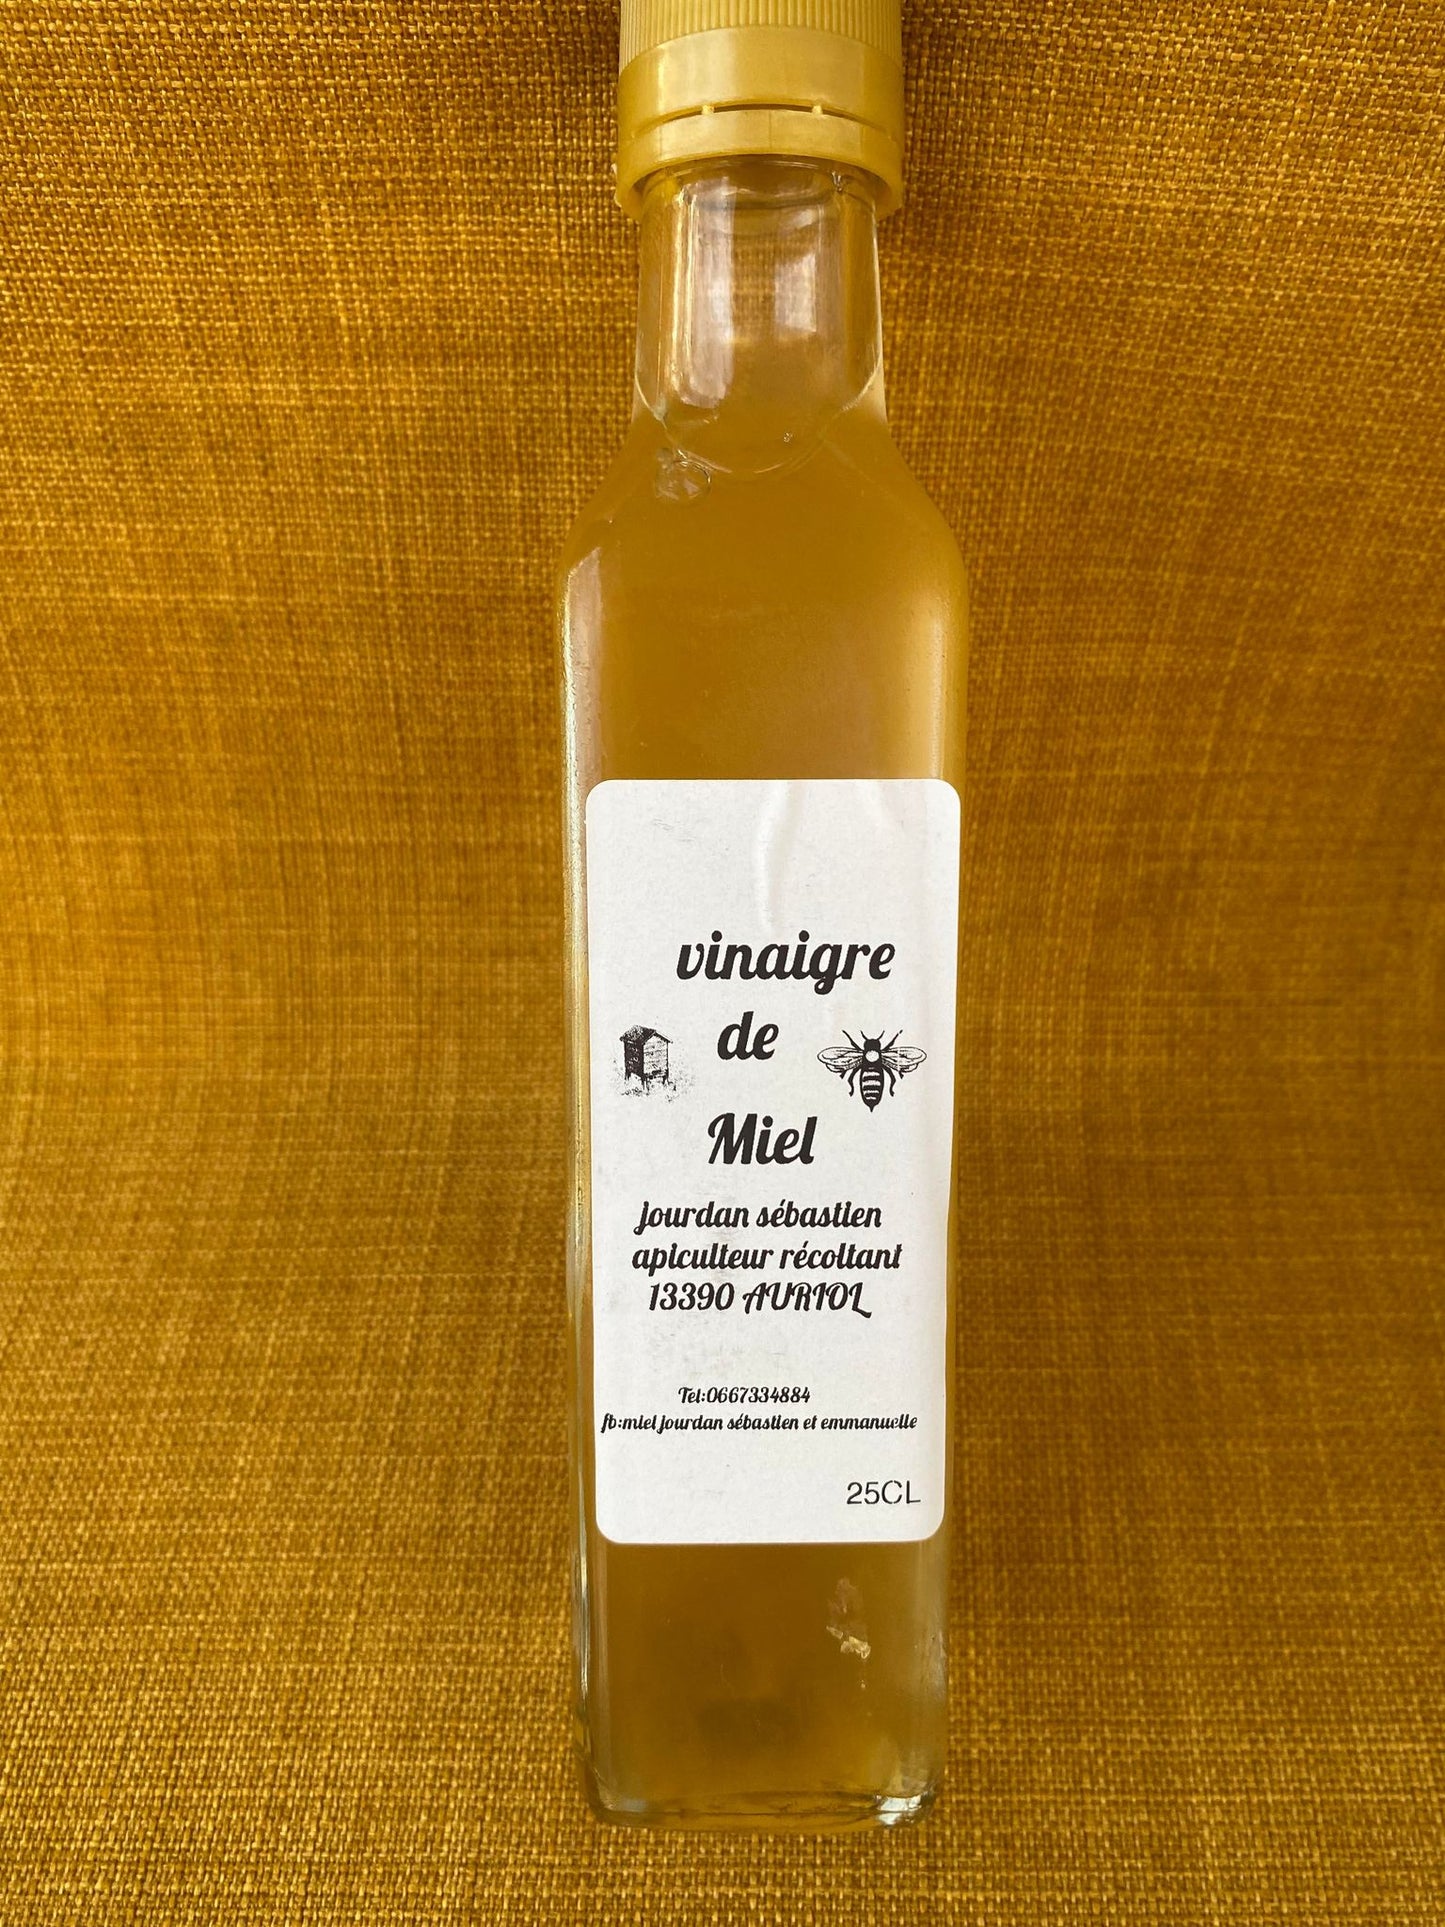 vinaigre
de
Miel
jourdan sébastien
apiculteur récoltant
13390 AURIOL
Tel:0667334884
fb:miel jourdan sébastien et emmanuelle
25CL